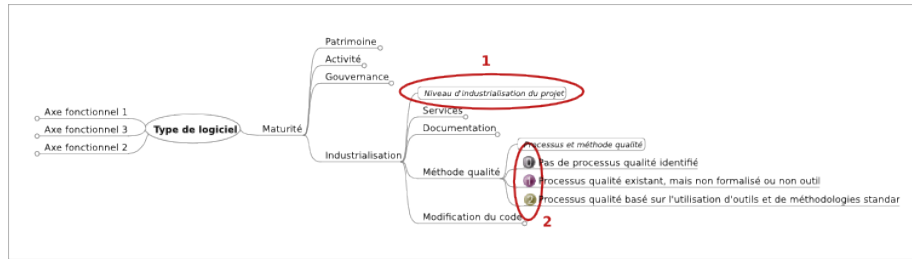 Patrimoine
1
Activité
Gouvernance
Niveau d'industrialisation du projet
Axe fonctionnel 1
Services
Axe fonctionnel 3
Type de logiciel
Maturité
Documentation
Axe fonctionnel 2
Processus et méthode qualité
Industrialisation
Pas de processus qualité identifié
Méthode qualité
Processus qualité existant, mais non formalisé ou non outil
Processus qualité basé sur l'utilisation d'outils et de méthodologies standar
Modification du code
2